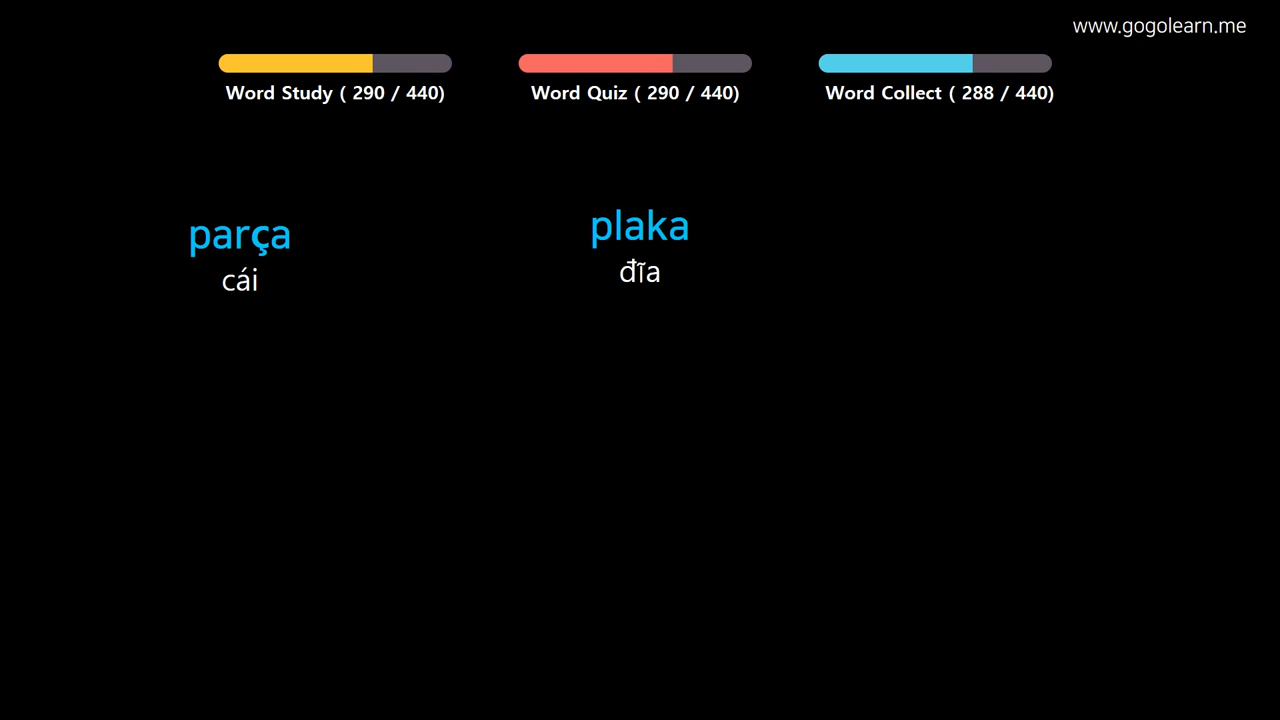 www.gogolearn.me
Word Study ( 290 / 440)
Word Quiz ( 290 / 440)
Word Collect ( 288 / 440)
parça
cái
plaka
đĩa